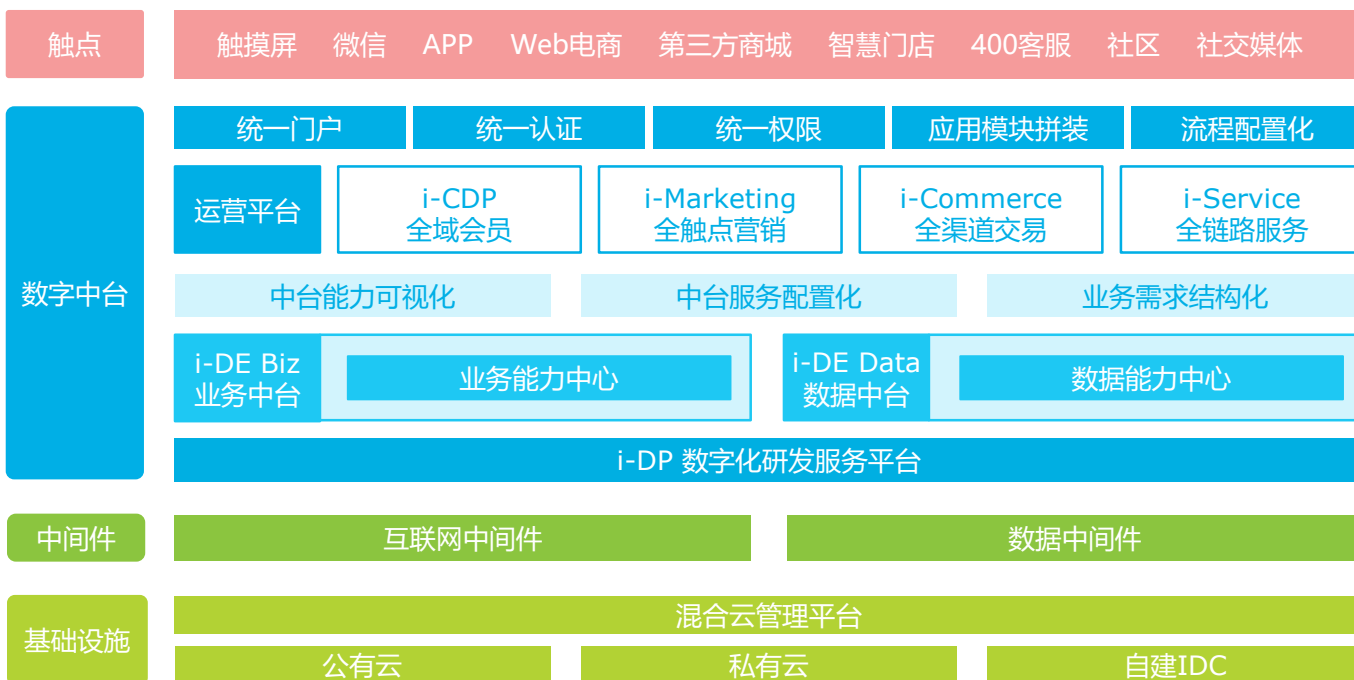 触点
触摸屏 微信 APP Web电商 第三方商城 智慧门店 400客服 社区 社交媒体
数字中台
统一门户 统一认证 统一权限 应用模块拼装 流程配置化
运营平台
i-CDP
全域会员
i-Marketing
全触点营销
i-Commerce
全渠道交易
i-Service
全链路服务
中台能力可视化 中台服务配置化 业务需求结构化
i-DE Biz
业务中台
业务能力中心
i-DE Data
数据中台
数据能力中心
i-DP 数字化研发服务平台
中间件
互联网中间件 数据中间件
基础设施
混合云管理平台
公有云 私有云 自建IDC